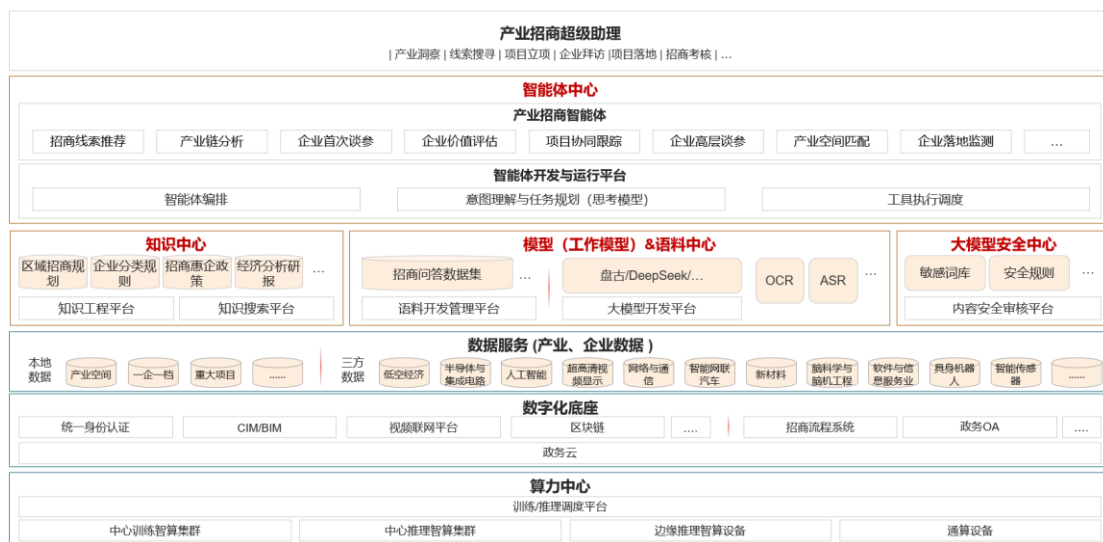 产业招商超级助理
| 产业洞察 | 线索搜寻 | 项目立项 | 企业拜访 |项目落地 | 招商考核 | ...
智能体中心
产业招商智能体
招商线索推荐 产业链分析 企业首次谈参 企业价值评估 项目协同跟踪 企业高层谈参 产业空间匹配 企业落地监测 ...
智能体开发与运行平台
智能体编排 意图理解与任务规划（思考模型） 工具执行调度
知识中心
区域招商规划 企业分类规则 招商惠企政策 经济分析研报 ...
知识工程平台 知识搜索平台
模型（工作模型）&语料中心
招商问答数据集 ... 盘古/DeepSeek/... OCR ASR ...
语料开发管理平台 大模型开发平台
大模型安全中心
敏感词库 安全规则 ...
内容安全审核平台
数据服务 (产业、企业数据 )
本地数据 产业空间 一企一档 重大项目 ...... 三方数据 低空经济 半导体与集成电路 人工智能 超高清视频显示 网络与通信 智能网联汽车 新材料 脑科学与脑机工程 软件与信息服务业 具身机器人 智能传感器 ......
数字化底座
统一身份认证 CIM/BIM 视频联网平台 区块链 .... 招商流程系统 政务OA ....
政务云
算力中心
训练/推理调度平台
中心训练智算集群 中心推理智算集群 边缘推理智算设备 通算设备